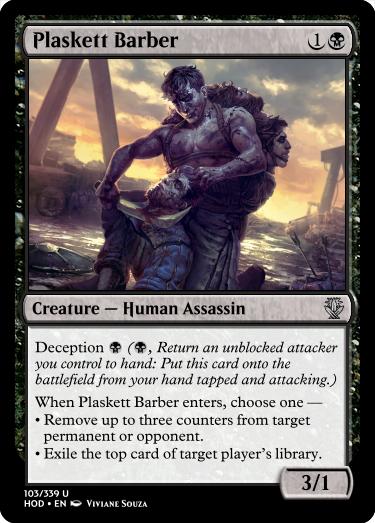 Plaskett Barber 1
Creature — Human Assassin
Deception (, Return an unblocked attacker
you control to hand: Put this card onto the
battlefield from your hand tapped and attacking.)
When Plaskett Barber enters, choose one —
• Remove up to three counters from target
permanent or opponent.
• Exile the top card of target player's library.
3/1
103/339 U
HOD • EN Viviane Souza